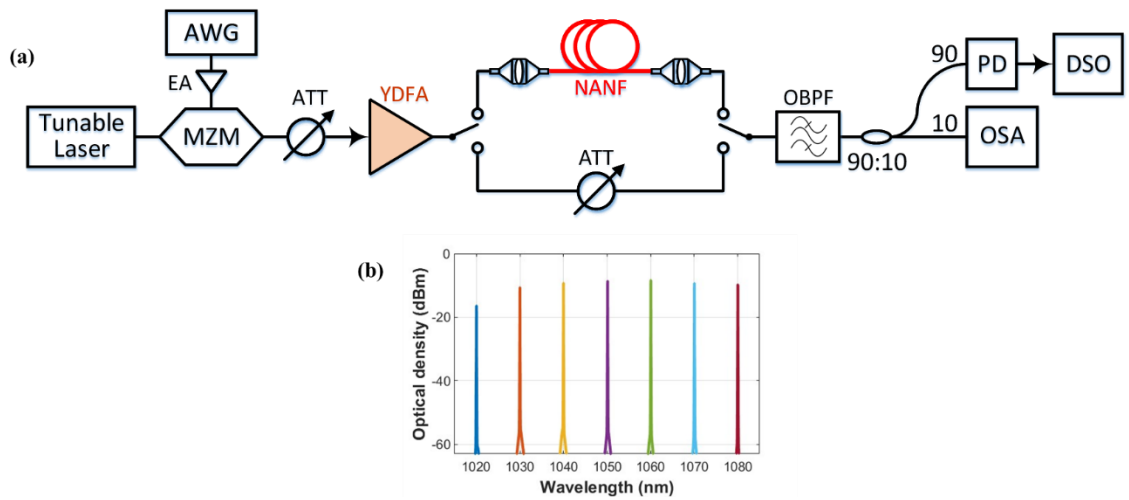 (a)
AWG
EA
Tunable
Laser
MZM
ATT
YDFA
NANF
ATT
OBPF
90
10
90:10
PD
DSO
OSA
(b)
Optical density (dBm)
0
-20
-40
-60
1020 1030 1040 1050 1060 1070 1080
Wavelength (nm)